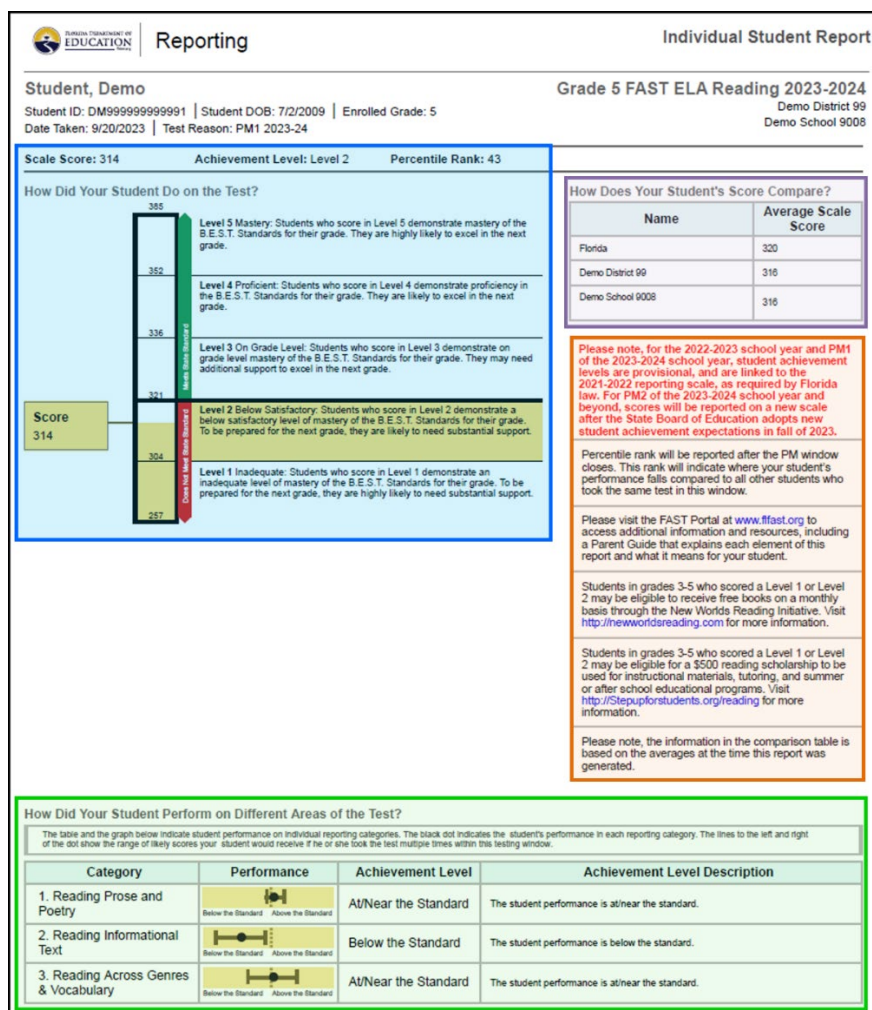 FLORIDA DEPARTMENT OF
EDUCATION
Reporting
Individual Student Report
Student, Demo
Student ID: DM999999999991 | Student DOB: 7/2/2009 | Enrolled Grade: 5
Date Taken: 9/20/2023 | Test Reason: PM1 2023-24
Grade 5 FAST ELA Reading 2023-2024
Demo District 99
Demo School 9008
Scale Score: 314 Achievement Level: Level 2 Percentile Rank: 43
How Did Your Student Do on the Test?
385
Level 5 Mastery: Students who score in Level 5 demonstrate mastery of the
B.E.S.T. Standards for their grade. They are highly likely to excel in the next
grade.
352
Level 4 Proficient: Students who score in Level 4 demonstrate proficiency in
the B.E.S.T. Standards for their grade. They are likely to excel in the next
grade.
336
Level 3 On Grade Level: Students who score in Level 3 demonstrate on
grade level mastery of the B.E.S.T. Standards for their grade. They may need
additional support to excel in the next grade.
Meets State Standard
321
Score
314
Level 2 Below Satisfactory: Students who score in Level 2 demonstrate a
below satisfactory level of mastery of the B.E.S.T. Standards for their grade.
To be prepared for the next grade, they are likely to need substantial support.
304
Level 1 Inadequate: Students who score in Level 1 demonstrate an
inadequate level of mastery of the B.E.S.T. Standards for their grade. To be
prepared for the next grade, they are highly likely to need substantial support.
Does Not Meet State Standard
257
How Does Your Student's Score Compare?
Name Average Scale
Score
Florida 320
Demo District 99 316
Demo School 9008 316
Please note, for the 2022-2023 school year and PM1
of the 2023-2024 school year, student achievement
levels are provisional, and are linked to the
2021-2022 reporting scale, as required by Florida
law. For PM2 of the 2023-2024 school year and
beyond, scores will be reported on a new scale
after the State Board of Education adopts new
student achievement expectations in fall of 2023.
Percentile rank will be reported after the PM window
closes. This rank will indicate where your student's
performance falls compared to all other students who
took the same test in this window.
Please visit the FAST Portal at www.flfast.org to
access additional information and resources, including
a Parent Guide that explains each element of this
report and what it means for your student.
Students in grades 3-5 who scored a Level 1 or Level
2 may be eligible to receive free books on a monthly
basis through the New Worlds Reading Initiative. Visit
http://newworldsreading.com for more information.
Students in grades 3-5 who scored a Level 1 or Level
2 may be eligible for a $500 reading scholarship to be
used for instructional materials, tutoring, and summer
or after school educational programs. Visit
http://Stepupforstudents.org/reading for more
information.
Please note, the information in the comparison table is
based on the averages at the time this report was
generated.
How Did Your Student Perform on Different Areas of the Test?
The table and the graph below indicate student performance on individual reporting categories. The black dot indicates the student's performance in each reporting category. The lines to the left and right
of the dot show the range of likely scores your student would receive if he or she took the test multiple times within this testing window.
Category Performance Achievement Level Achievement Level Description
1. Reading Prose and
Poetry
Below the Standard Above the Standard
At/Near the Standard
The student performance is at/near the standard.
2. Reading Informational
Text
Below the Standard Above the Standard
Below the Standard
The student performance is below the standard.
3. Reading Across Genres
& Vocabulary
Below the Standard Above the Standard
At/Near the Standard
The student performance is at/near the standard.